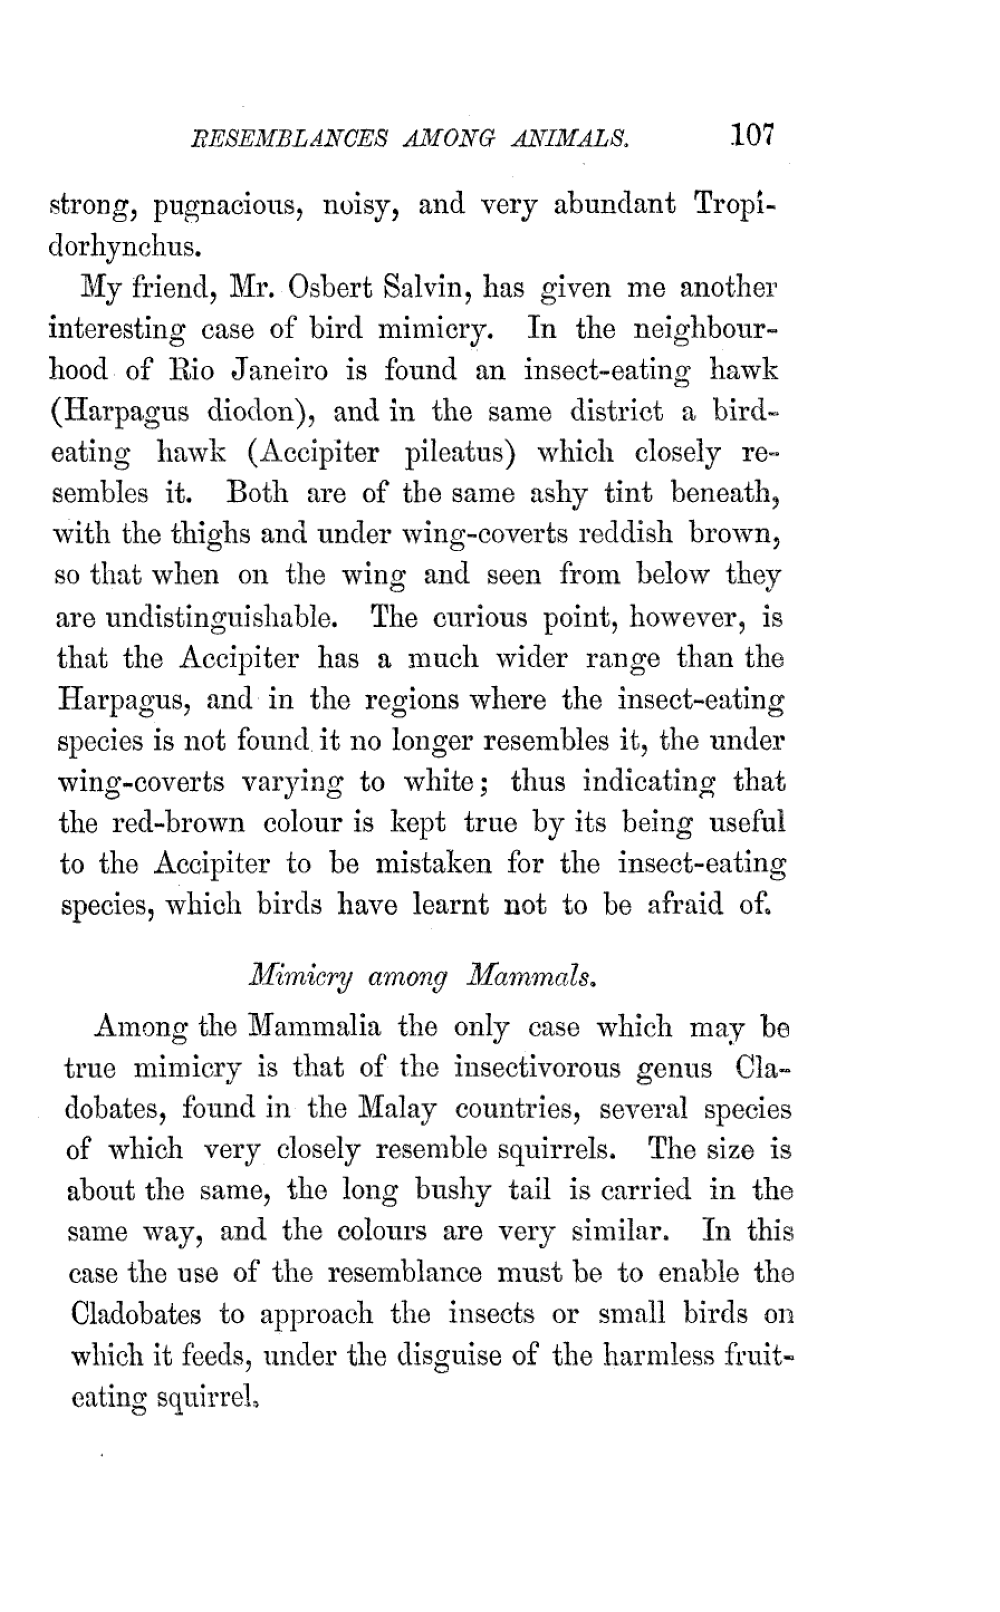 RESEMBLANCES AMONG ANIMALS. 107
strong, pugnacious, noisy, and very abundant Tropi-
dorhynchus.
My friend, Mr. Osbert Salvin, has given me another
interesting case of bird mimicry. In the neighbour-
hood of Rio Janeiro is found an insect-eating hawk
(Harpagus diodon), and in the same district a bird-
eating hawk (Accipiter pileatus) which closely re-
sembles it. Both are of the same ashy tint beneath,
with the thighs and under wing-coverts reddish brown,
so that when on the wing and seen from below they
are undistinguishable. The curious point, however, is
that the Accipiter has a much wider range than the
Harpagus, and in the regions where the insect-eating
species is not found it no longer resembles it, the under
wing-coverts varying to white; thus indicating that
the red-brown colour is kept true by its being useful
to the Accipiter to be mistaken for the insect-eating
species, which birds have learnt not to be afraid of.
Mimicry among Mammals.
Among the Mammalia the only case which may be
true mimicry is that of the insectivorous genus Cla-
dobates, found in the Malay countries, several species
of which very closely resemble squirrels. The size is
about the same, the long bushy tail is carried in the
same way, and the colours are very similar. In this
case the use of the resemblance must be to enable the
Cladobates to approach the insects or small birds on
which it feeds, under the disguise of the harmless fruit-
eating squirrel.